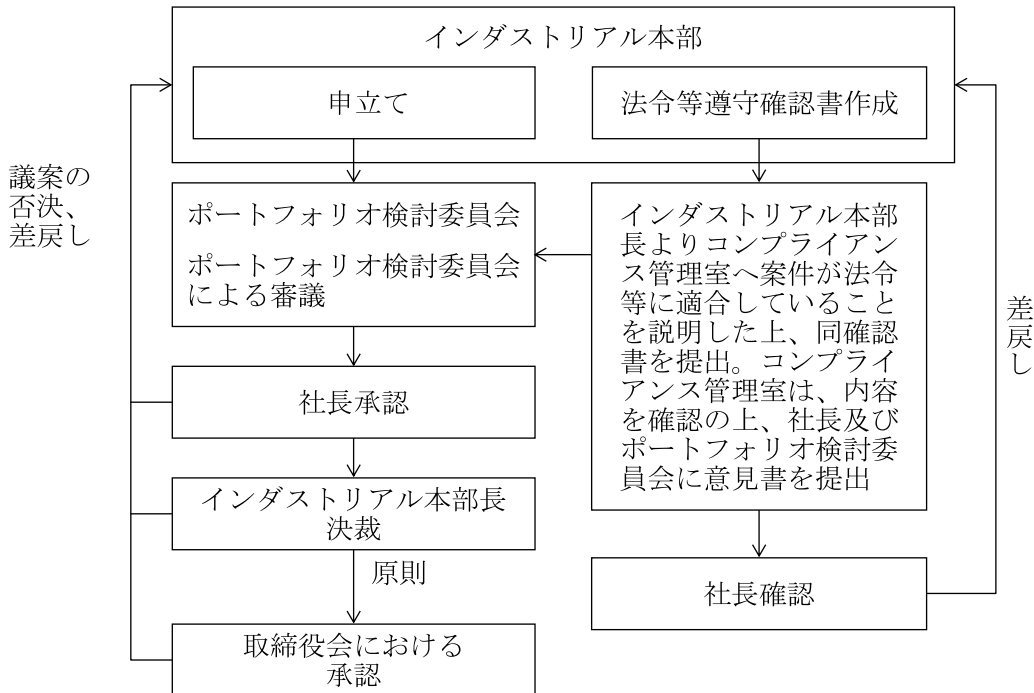 インダストリアル本部
申立て
法令等遵守確認書作成
議案の
否決、
差戻し
ポートフォリオ検討委員会
ポートフォリオ検討委員会
による審議
インダストリアル本部
長よりコンプライアン
ス管理室へ案件が法令
等に適合していること
を説明した上、同確認
書を提出。コンプライ
アンス管理室は、内容
を確認の上、社長及び
ポートフォリオ検討委
員会に意見書を提出
差戻し
社長承認
インダストリアル本部長
決裁
原則
社長確認
取締役会における
承認